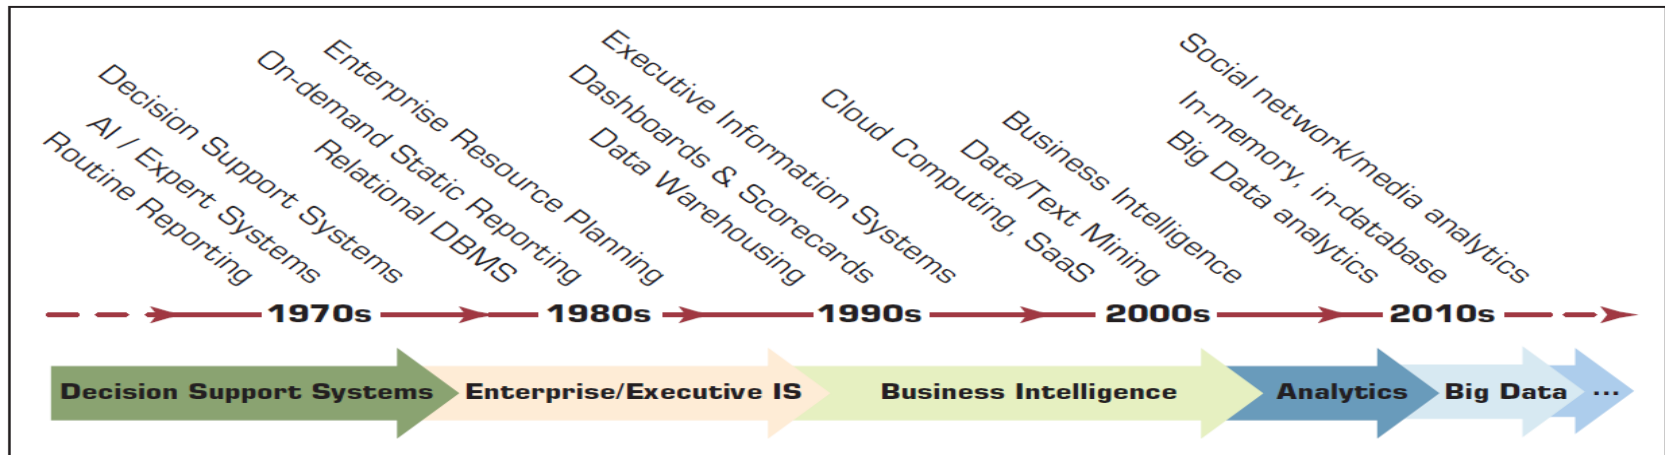 Routine Reporting
AI / Expert Systems
Decision Support Systems
Relational DBMS
On-demand Static Reporting
Enterprise Resource Planning
Data Warehousing
Dashboards & Scorecards
Executive Information Systems
Cloud Computing, SaaS
Data/Text Mining
Business Intelligence
Big Data analytics
In-memory, in-database
Social network/media analytics
1970s
1980s
1990s
2000s
2010s
Decision Support Systems
Enterprise/Executive IS
Business Intelligence
Analytics
Big Data
...